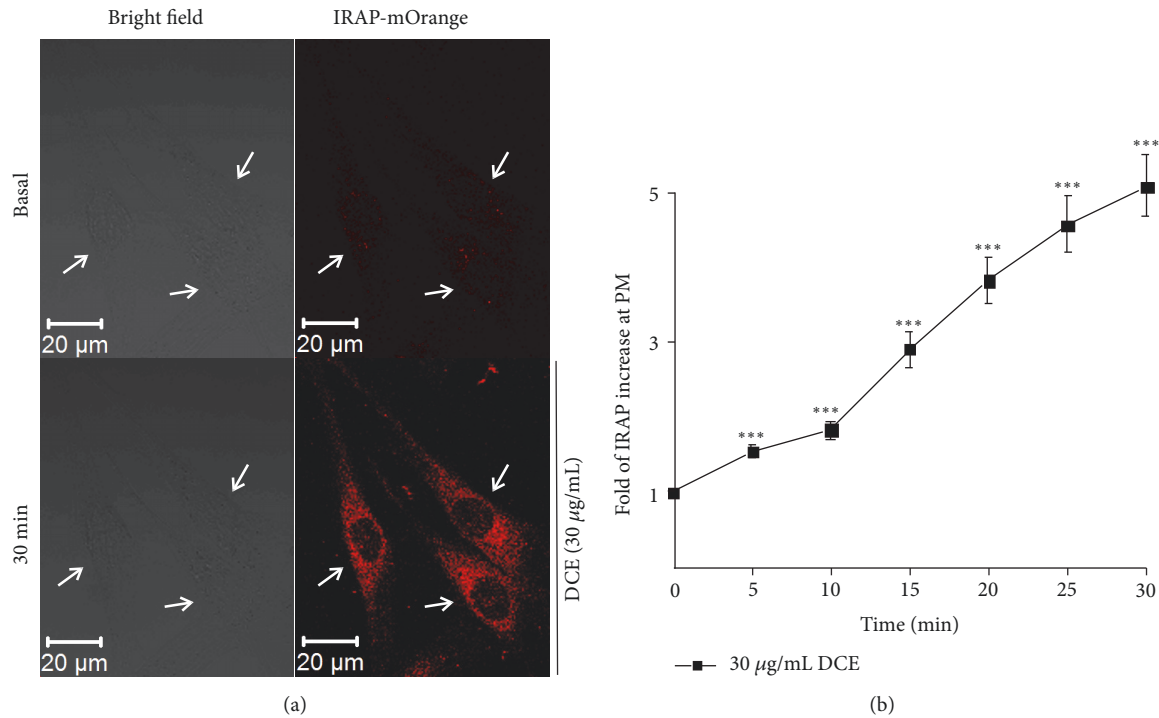 Bright field
IRAP-mOrange
Basal
20 μm
20 μm
30 min
20 μm
20 μm
DCE (30 μg/mL)
(a)
Fold of IRAP increase at PM
5
3
1
***
***
***
***
***
***
0 5 10 15 20 25 30
Time (min)
30 μg/mL DCE
(b)